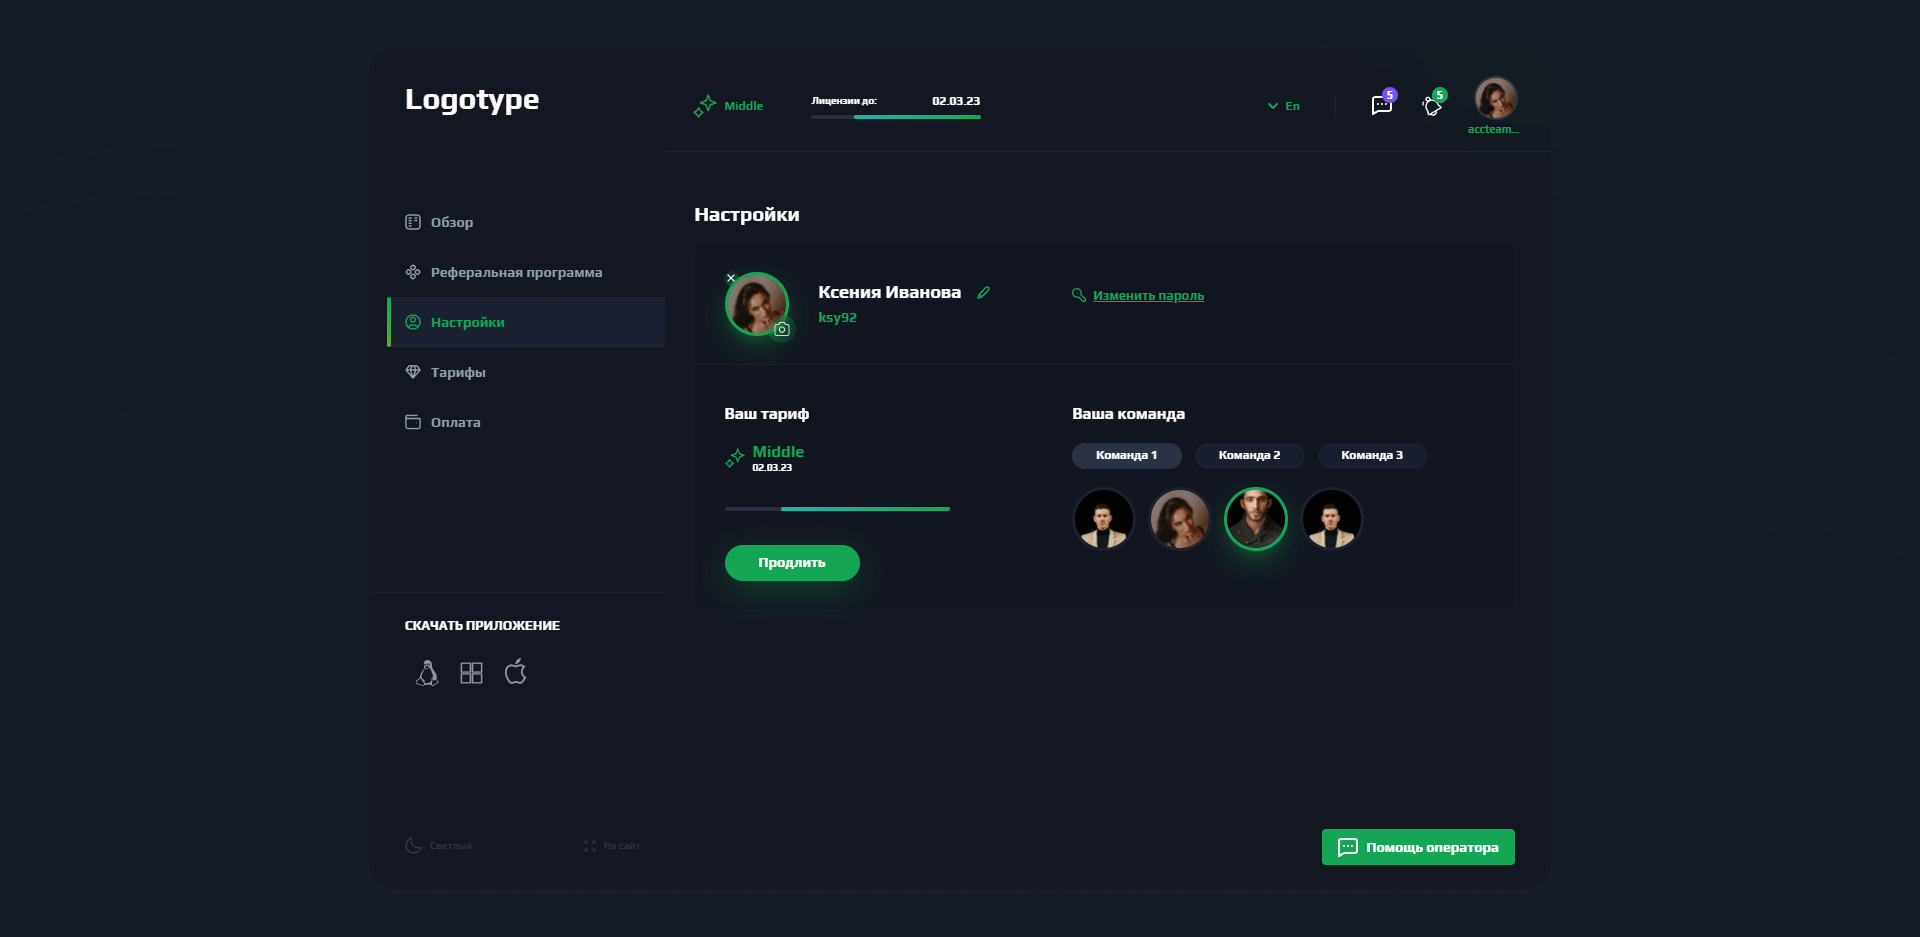 Logotype
Middle
Лицензии до:
02.03.23
En
5
5
accteam...
Обзор
Реферальная программа
Настройки
Тарифы
Оплата
СКАЧАТЬ ПРИЛОЖЕНИЕ
Светлый
На сайт
Настройки
Ксения Иванова
ksy92
Изменить пароль
Ваш тариф
Middle
02.03.23
Продлить
Ваша команда
Команда 1
Команда 2
Команда 3
Помощь оператора